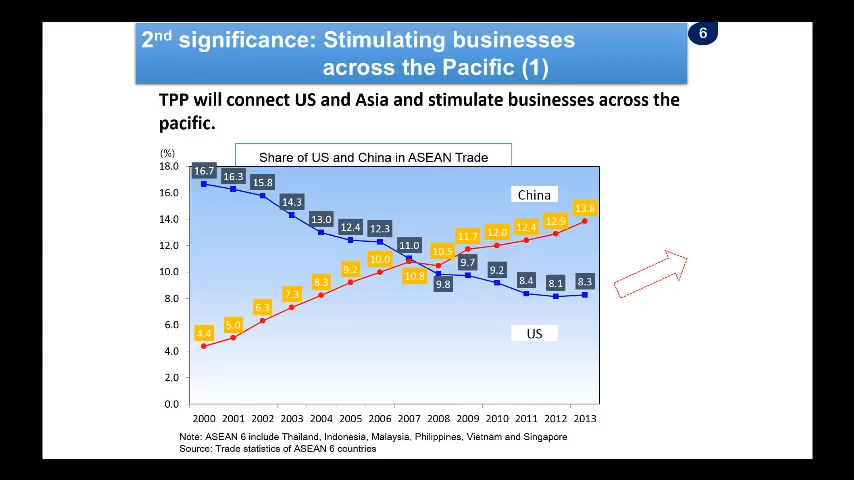 2nd significance: Stimulating businesses
across the Pacific (1)
6
TPP will connect US and Asia and stimulate businesses across the
pacific.
(%)
Share of US and China in ASEAN Trade
18.0
16.0
14.0
12.0
10.0
8.0
6.0
4.0
2.0
0.0
16.7 16.3 15.8 14.3 13.0 12.4 12.3 11.0 9.8 9.7 9.2 8.4 8.1 8.3
4.4 5.0 6.3 7.3 8.3 9.2 10.0 10.8 10.5 11.7 12.0 12.4 12.9 13.8
China
US
2000 2001 2002 2003 2004 2005 2006 2007 2008 2009 2010 2011 2012 2013
Note: ASEAN 6 include Thailand, Indonesia, Malaysia, Philippines, Vietnam and Singapore
Source: Trade statistics of ASEAN 6 countries